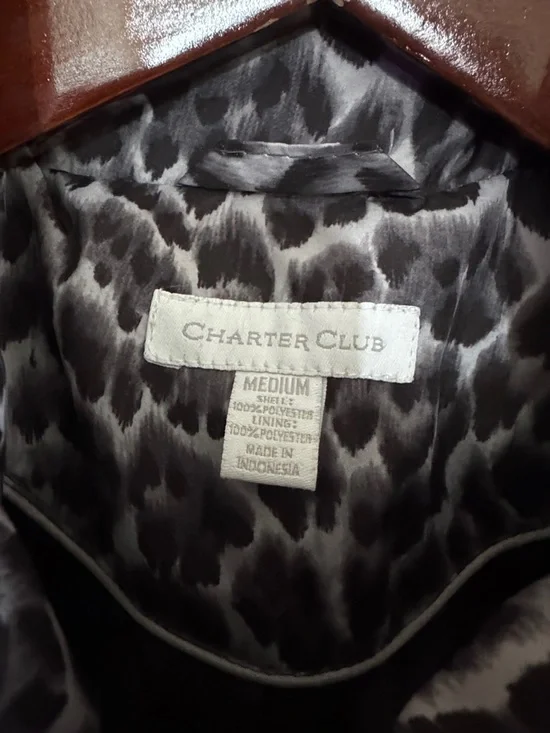 CHARTER CLUB
MEDIUM
SHELL:
100%POLYESTER
LINING:
100%POLYESTER
MADE IN
INDONESIA